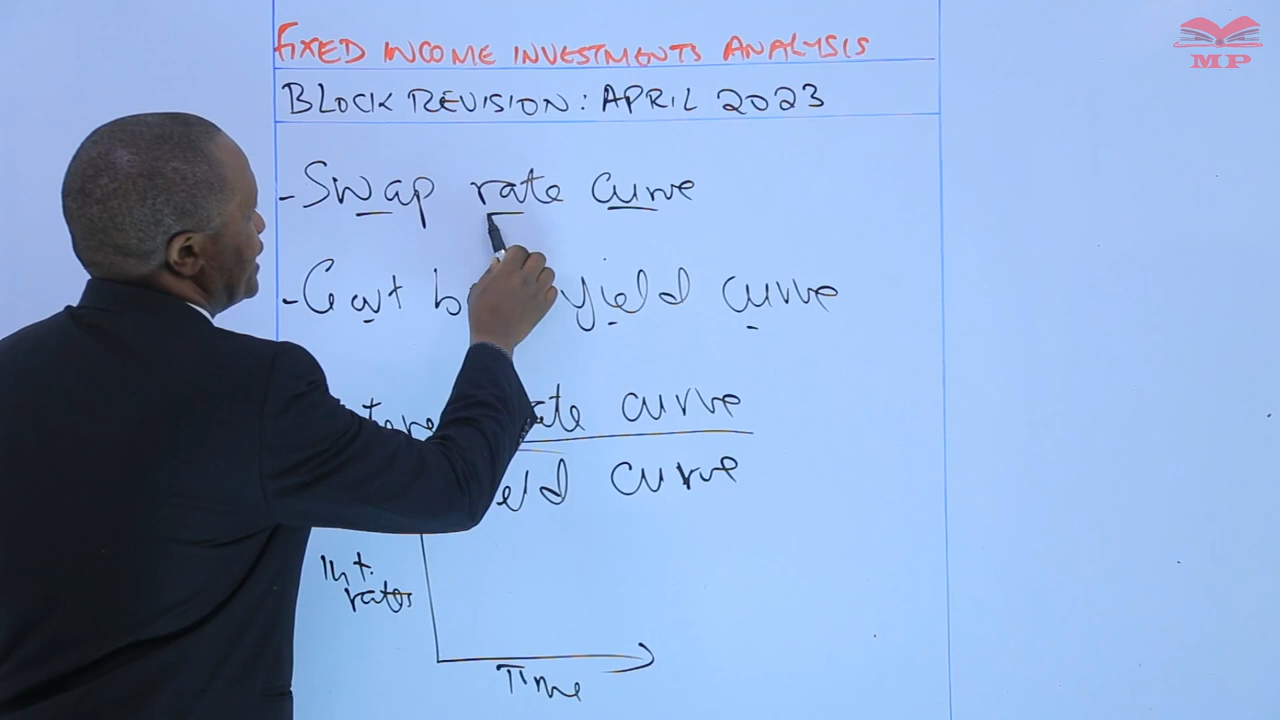 FIXED INCOME INVESTMENTS ANALYSIS
MP
BLOCK REVISION: APRIL 2023
- Swap rate curve
- Govt yield curve
curve
curve
Int.
rates
Time